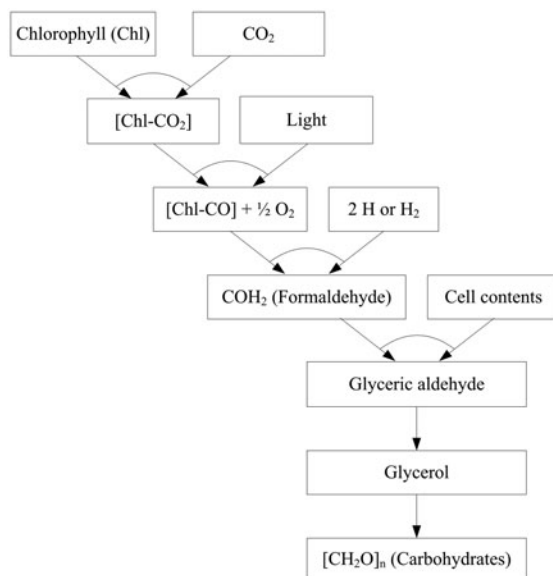 Chlorophyll (Chl)
CO₂
[Chl-CO₂]
Light
[Chl-CO] + ½ O₂
2 H or H₂
COH₂ (Formaldehyde)
Cell contents
Glyceric aldehyde
Glycerol
[CH₂O]ₙ (Carbohydrates)